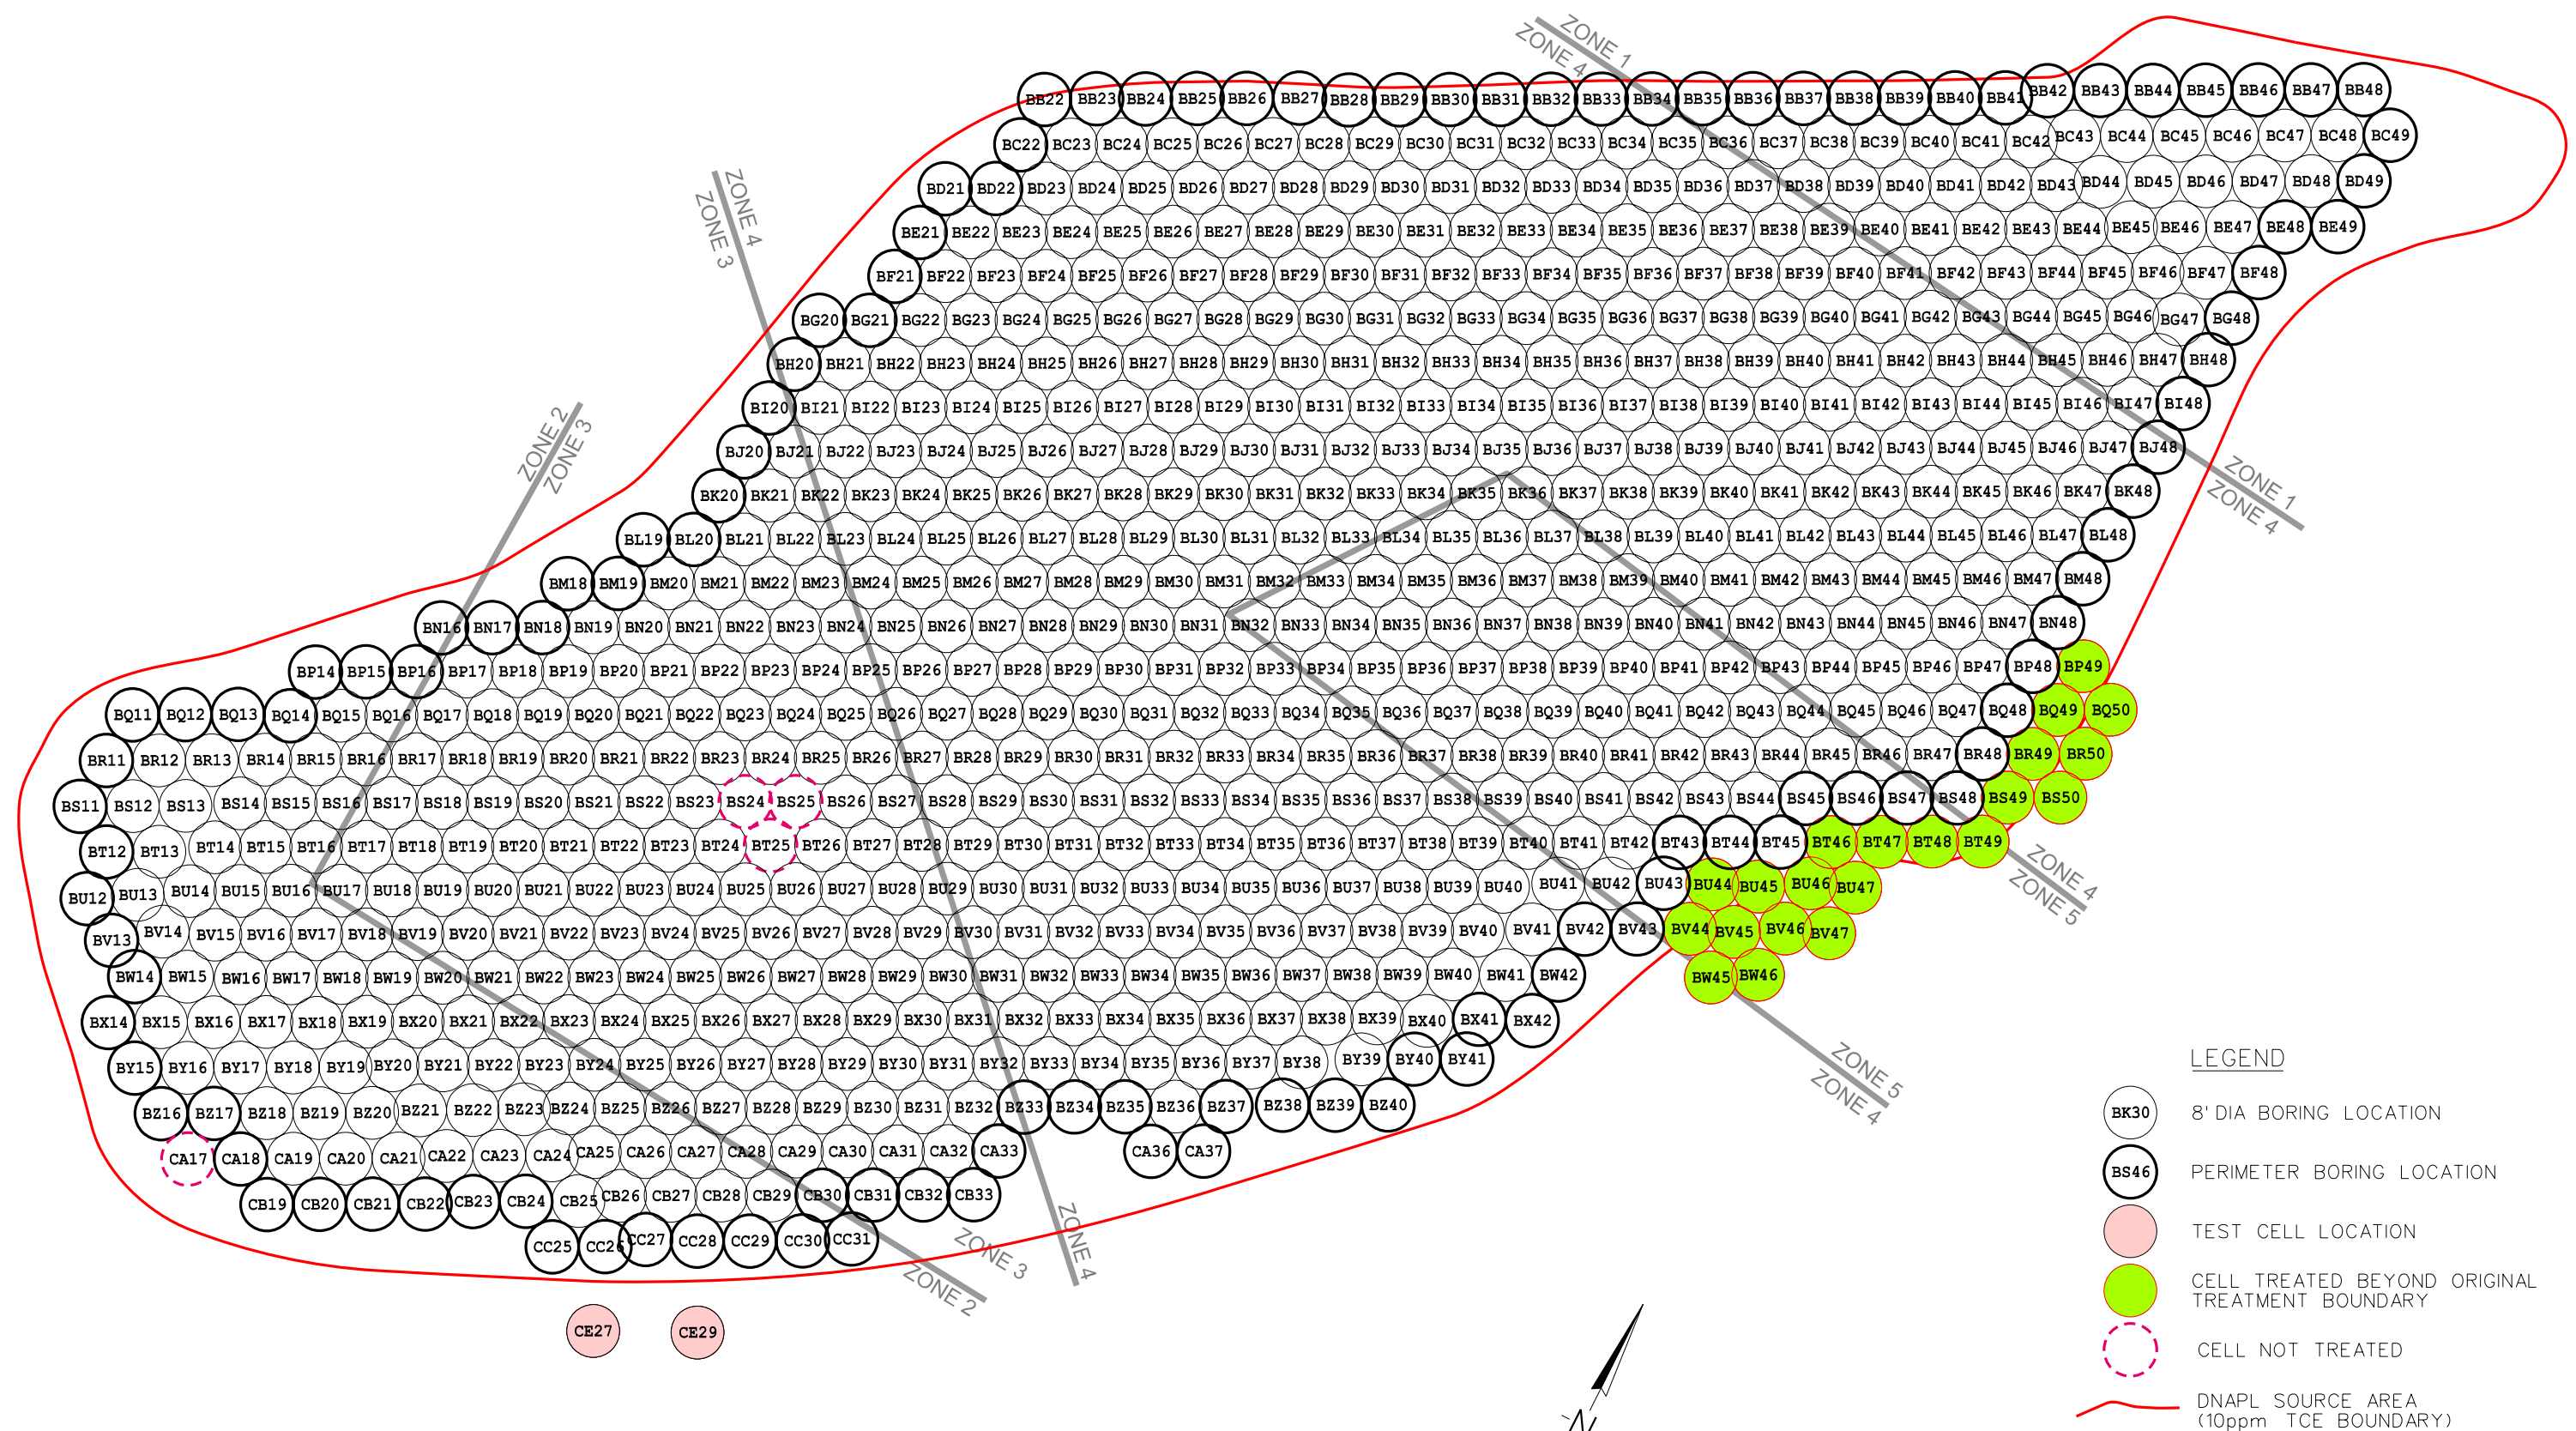 ZONE 1
ZONE 4
BB22 BB23 BB24 BB25 BB26 BB27 BB28 BB29 BB30 BB31 BB32 BB33 BB34 BB35 BB36 BB37 BB38 BB39 BB40 BB41 BB42 BB43 BB44 BB45 BB46 BB47 BB48
BC22 BC23 BC24 BC25 BC26 BC27 BC28 BC29 BC30 BC31 BC32 BC33 BC34 BC35 BC36 BC37 BC38 BC39 BC40 BC41 BC42 BC43 BC44 BC45 BC46 BC47 BC48 BC49
ZONE 4
ZONE 3
BD21 BD22 BD23 BD24 BD25 BD26 BD27 BD28 BD29 BD30 BD31 BD32 BD33 BD34 BD35 BD36 BD37 BD38 BD39 BD40 BD41 BD42 BD43 BD44 BD45 BD46 BD47 BD48 BD49
BE21 BE22 BE23 BE24 BE25 BE26 BE27 BE28 BE29 BE30 BE31 BE32 BE33 BE34 BE35 BE36 BE37 BE38 BE39 BE40 BE41 BE42 BE43 BE44 BE45 BE46 BE47 BE48 BE49
BF21 BF22 BF23 BF24 BF25 BF26 BF27 BF28 BF29 BF30 BF31 BF32 BF33 BF34 BF35 BF36 BF37 BF38 BF39 BF40 BF41 BF42 BF43 BF44 BF45 BF46 BF47 BF48
BG20 BG21 BG22 BG23 BG24 BG25 BG26 BG27 BG28 BG29 BG30 BG31 BG32 BG33 BG34 BG35 BG36 BG37 BG38 BG39 BG40 BG41 BG42 BG43 BG44 BG45 BG46 BG47 BG48
BH20 BH21 BH22 BH23 BH24 BH25 BH26 BH27 BH28 BH29 BH30 BH31 BH32 BH33 BH34 BH35 BH36 BH37 BH38 BH39 BH40 BH41 BH42 BH43 BH44 BH45 BH46 BH47 BH48
BI20 BI21 BI22 BI23 BI24 BI25 BI26 BI27 BI28 BI29 BI30 BI31 BI32 BI33 BI34 BI35 BI36 BI37 BI38 BI39 BI40 BI41 BI42 BI43 BI44 BI45 BI46 BI47 BI48
ZONE 2
ZONE 3
BJ20 BJ21 BJ22 BJ23 BJ24 BJ25 BJ26 BJ27 BJ28 BJ29 BJ30 BJ31 BJ32 BJ33 BJ34 BJ35 BJ36 BJ37 BJ38 BJ39 BJ40 BJ41 BJ42 BJ43 BJ44 BJ45 BJ46 BJ47 BJ48
ZONE 1
ZONE 4
BK20 BK21 BK22 BK23 BK24 BK25 BK26 BK27 BK28 BK29 BK30 BK31 BK32 BK33 BK34 BK35 BK36 BK37 BK38 BK39 BK40 BK41 BK42 BK43 BK44 BK45 BK46 BK47 BK48
BL19 BL20 BL21 BL22 BL23 BL24 BL25 BL26 BL27 BL28 BL29 BL30 BL31 BL32 BL33 BL34 BL35 BL36 BL37 BL38 BL39 BL40 BL41 BL42 BL43 BL44 BL45 BL46 BL47 BL48
BM18 BM19 BM20 BM21 BM22 BM23 BM24 BM25 BM26 BM27 BM28 BM29 BM30 BM31 BM32 BM33 BM34 BM35 BM36 BM37 BM38 BM39 BM40 BM41 BM42 BM43 BM44 BM45 BM46 BM47 BM48
BN16 BN17 BN18 BN19 BN20 BN21 BN22 BN23 BN24 BN25 BN26 BN27 BN28 BN29 BN30 BN31 BN32 BN33 BN34 BN35 BN36 BN37 BN38 BN39 BN40 BN41 BN42 BN43 BN44 BN45 BN46 BN47 BN48
BP14 BP15 BP16 BP17 BP18 BP19 BP20 BP21 BP22 BP23 BP24 BP25 BP26 BP27 BP28 BP29 BP30 BP31 BP32 BP33 BP34 BP35 BP36 BP37 BP38 BP39 BP40 BP41 BP42 BP43 BP44 BP45 BP46 BP47 BP48 BP49
BQ11 BQ12 BQ13 BQ14 BQ15 BQ16 BQ17 BQ18 BQ19 BQ20 BQ21 BQ22 BQ23 BQ24 BQ25 BQ26 BQ27 BQ28 BQ29 BQ30 BQ31 BQ32 BQ33 BQ34 BQ35 BQ36 BQ37 BQ38 BQ39 BQ40 BQ41 BQ42 BQ43 BQ44 BQ45 BQ46 BQ47 BQ48 BQ49 BQ50
BR11 BR12 BR13 BR14 BR15 BR16 BR17 BR18 BR19 BR20 BR21 BR22 BR23 BR24 BR25 BR26 BR27 BR28 BR29 BR30 BR31 BR32 BR33 BR34 BR35 BR36 BR37 BR38 BR39 BR40 BR41 BR42 BR43 BR44 BR45 BR46 BR47 BR48 BR49 BR50
BS11 BS12 BS13 BS14 BS15 BS16 BS17 BS18 BS19 BS20 BS21 BS22 BS23 BS24 BS25 BS26 BS27 BS28 BS29 BS30 BS31 BS32 BS33 BS34 BS35 BS36 BS37 BS38 BS39 BS40 BS41 BS42 BS43 BS44 BS45 BS46 BS47 BS48 BS49 BS50
BT12 BT13 BT14 BT15 BT16 BT17 BT18 BT19 BT20 BT21 BT22 BT23 BT24 BT25 BT26 BT27 BT28 BT29 BT30 BT31 BT32 BT33 BT34 BT35 BT36 BT37 BT38 BT39 BT40 BT41 BT42 BT43 BT44 BT45 BT46 BT47 BT48 BT49
ZONE 4
ZONE 5
BU12 BU13 BU14 BU15 BU16 BU17 BU18 BU19 BU20 BU21 BU22 BU23 BU24 BU25 BU26 BU27 BU28 BU29 BU30 BU31 BU32 BU33 BU34 BU35 BU36 BU37 BU38 BU39 BU40 BU41 BU42 BU43 BU44 BU45 BU46 BU47
BV13 BV14 BV15 BV16 BV17 BV18 BV19 BV20 BV21 BV22 BV23 BV24 BV25 BV26 BV27 BV28 BV29 BV30 BV31 BV32 BV33 BV34 BV35 BV36 BV37 BV38 BV39 BV40 BV41 BV42 BV43 BV44 BV45 BV46 BV47
BW14 BW15 BW16 BW17 BW18 BW19 BW20 BW21 BW22 BW23 BW24 BW25 BW26 BW27 BW28 BW29 BW30 BW31 BW32 BW33 BW34 BW35 BW36 BW37 BW38 BW39 BW40 BW41 BW42 BW45 BW46
BX14 BX15 BX16 BX17 BX18 BX19 BX20 BX21 BX22 BX23 BX24 BX25 BX26 BX27 BX28 BX29 BX30 BX31 BX32 BX33 BX34 BX35 BX36 BX37 BX38 BX39 BX40 BX41 BX42
BY15 BY16 BY17 BY18 BY19 BY20 BY21 BY22 BY23 BY24 BY25 BY26 BY27 BY28 BY29 BY30 BY31 BY32 BY33 BY34 BY35 BY36 BY37 BY38 BY39 BY40 BY41
ZONE 5
ZONE 4
BZ16 BZ17 BZ18 BZ19 BZ20 BZ21 BZ22 BZ23 BZ24 BZ25 BZ26 BZ27 BZ28 BZ29 BZ30 BZ31 BZ32 BZ33 BZ34 BZ35 BZ36 BZ37 BZ38 BZ39 BZ40
CA17 CA18 CA19 CA20 CA21 CA22 CA23 CA24 CA25 CA26 CA27 CA28 CA29 CA30 CA31 CA32 CA33 CA36 CA37
CB19 CB20 CB21 CB22 CB23 CB24 CB25 CB26 CB27 CB28 CB29 CB30 CB31 CB32 CB33
CC25 CC26 CC27 CC28 CC29 CC30 CC31
ZONE 4
ZONE 3
ZONE 2
CE27 CE29
LEGEND
BK30 8' DIA BORING LOCATION
BS46 PERIMETER BORING LOCATION
TEST CELL LOCATION
CELL TREATED BEYOND ORIGINAL
TREATMENT BOUNDARY
CELL NOT TREATED
DNAPL SOURCE AREA
(10ppm TCE BOUNDARY)
N